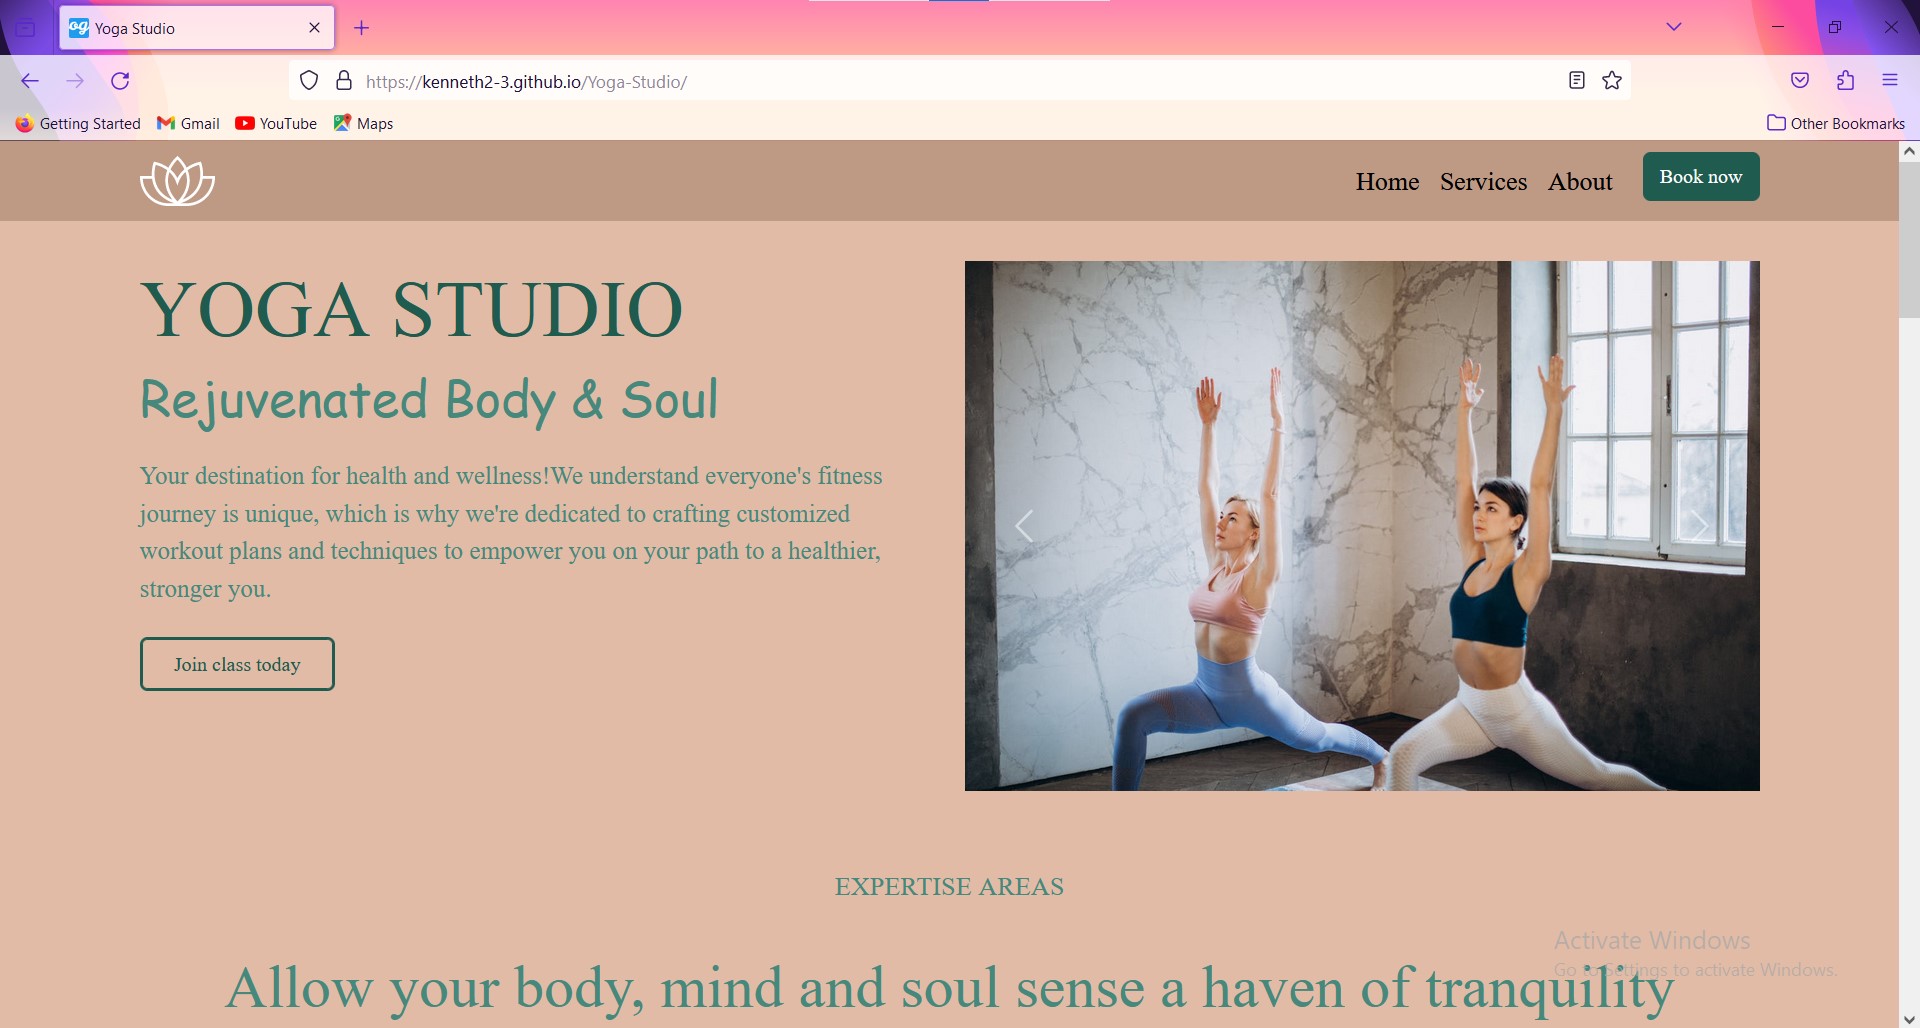 Yoga Studio
https://kenneth2-3.github.io/Yoga-Studio/
Getting Started Gmail YouTube Maps Other Bookmarks
Home Services About Book now
YOGA STUDIO
Rejuvenated Body & Soul
Your destination for health and wellness!We understand everyone's fitness
journey is unique, which is why we're dedicated to crafting customized
workout plans and techniques to empower you on your path to a healthier,
stronger you.
Join class today
EXPERTISE AREAS
Activate Windows
Go to Settings to activate Windows.
Allow your body, mind and soul sense a haven of tranquility